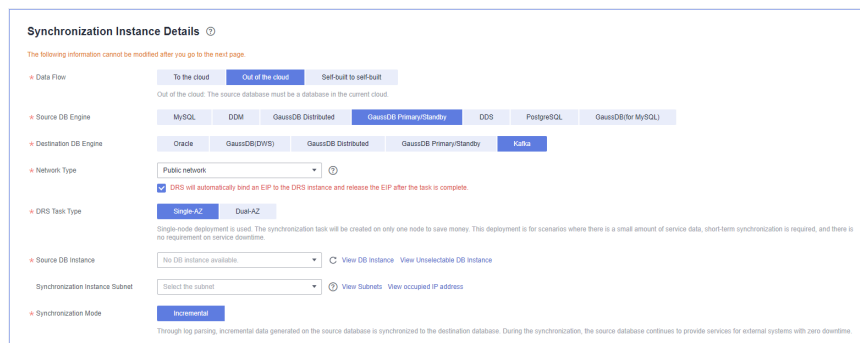 Synchronization Instance Details
The following information cannot be modified after you go to the next page.
* Data Flow To the cloud Out of the cloud Self-built to self-built
Out of the cloud. The source database must be a database in the current cloud.
* Source DB Engine MySQL DDM GaussDB Distributed GaussDB Primary/Standby DDS PostgreSQL GaussDB(for MySQL)
* Destination DB Engine Oracle GaussDB(DWS) GaussDB Distributed GaussDB Primary/Standby Kafka
* Network Type Public network
DRS will automatically bind an EIP to the DRS instance and release the EIP after the task is complete.
* DRS Task Type Single-AZ Dual-AZ
Single-node deployment is used. The synchronization task will be created on only one node to save money. This deployment is for scenarios where there is a small amount of service data, short-term synchronization is required, and there is
no requirement on service downtime.
* Source DB Instance No DB instance available. View DB Instance View Unselectable DB Instance
Synchronization Instance Subnet Select the subnet View Subnets View occupied IP address
* Synchronization Mode Incremental
Through log parsing, incremental data generated on the source database is synchronized to the destination database. During the synchronization, the source database continues to provide services for external systems with zero downtime.